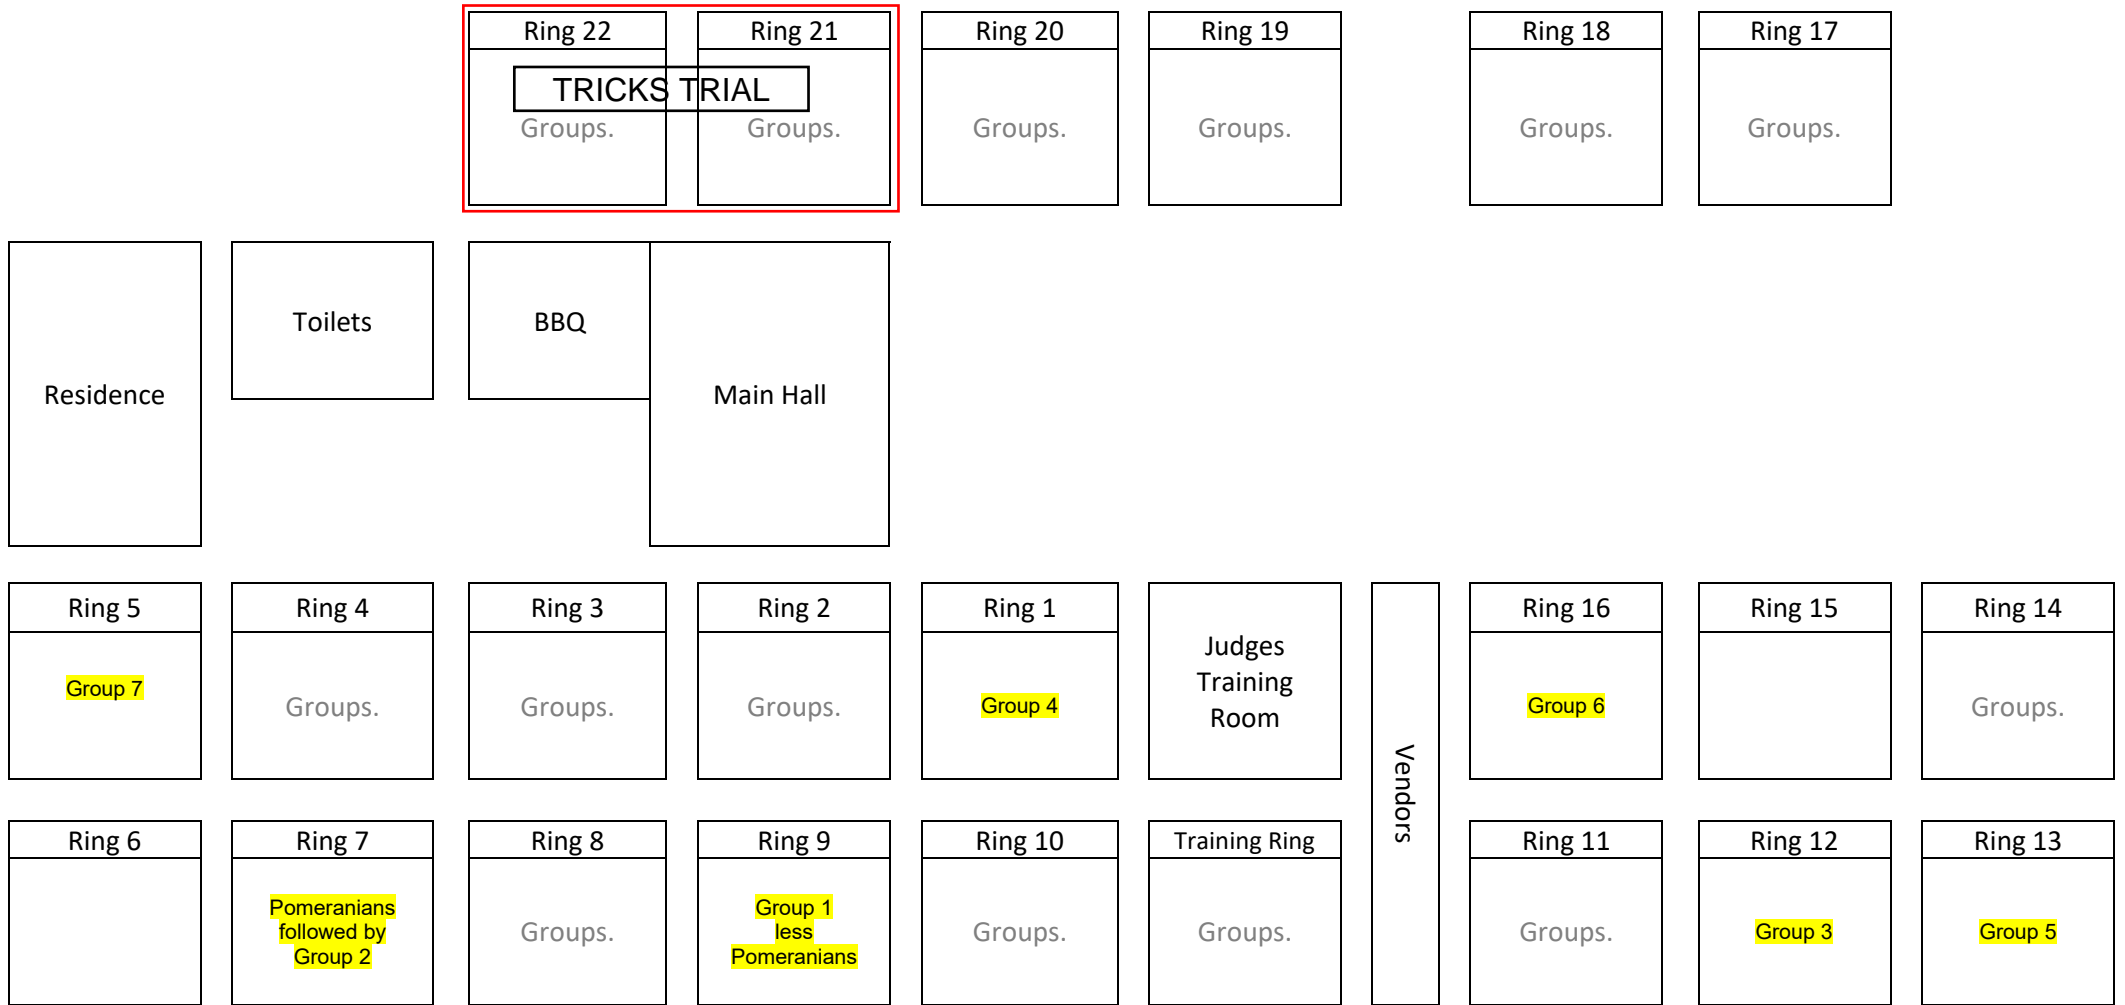 Ring 22
Ring 21
Ring 20
Ring 19
Ring 18
Ring 17
TRICKS TRIAL
Groups.
Groups.
Groups.
Groups.
Groups.
Groups.
Residence
Toilets
BBQ
Main Hall
Ring 5
Ring 4
Ring 3
Ring 2
Ring 1
Judges
Training
Room
Vendors
Ring 16
Ring 15
Ring 14
Group 7
Groups.
Groups.
Groups.
Group 4
Group 6
Groups.
Ring 6
Ring 7
Ring 8
Ring 9
Ring 10
Training Ring
Ring 11
Ring 12
Ring 13
Pomeranians
followed by
Group 2
Groups.
Group 1
less
Pomeranians
Groups.
Groups.
Groups.
Group 3
Group 5